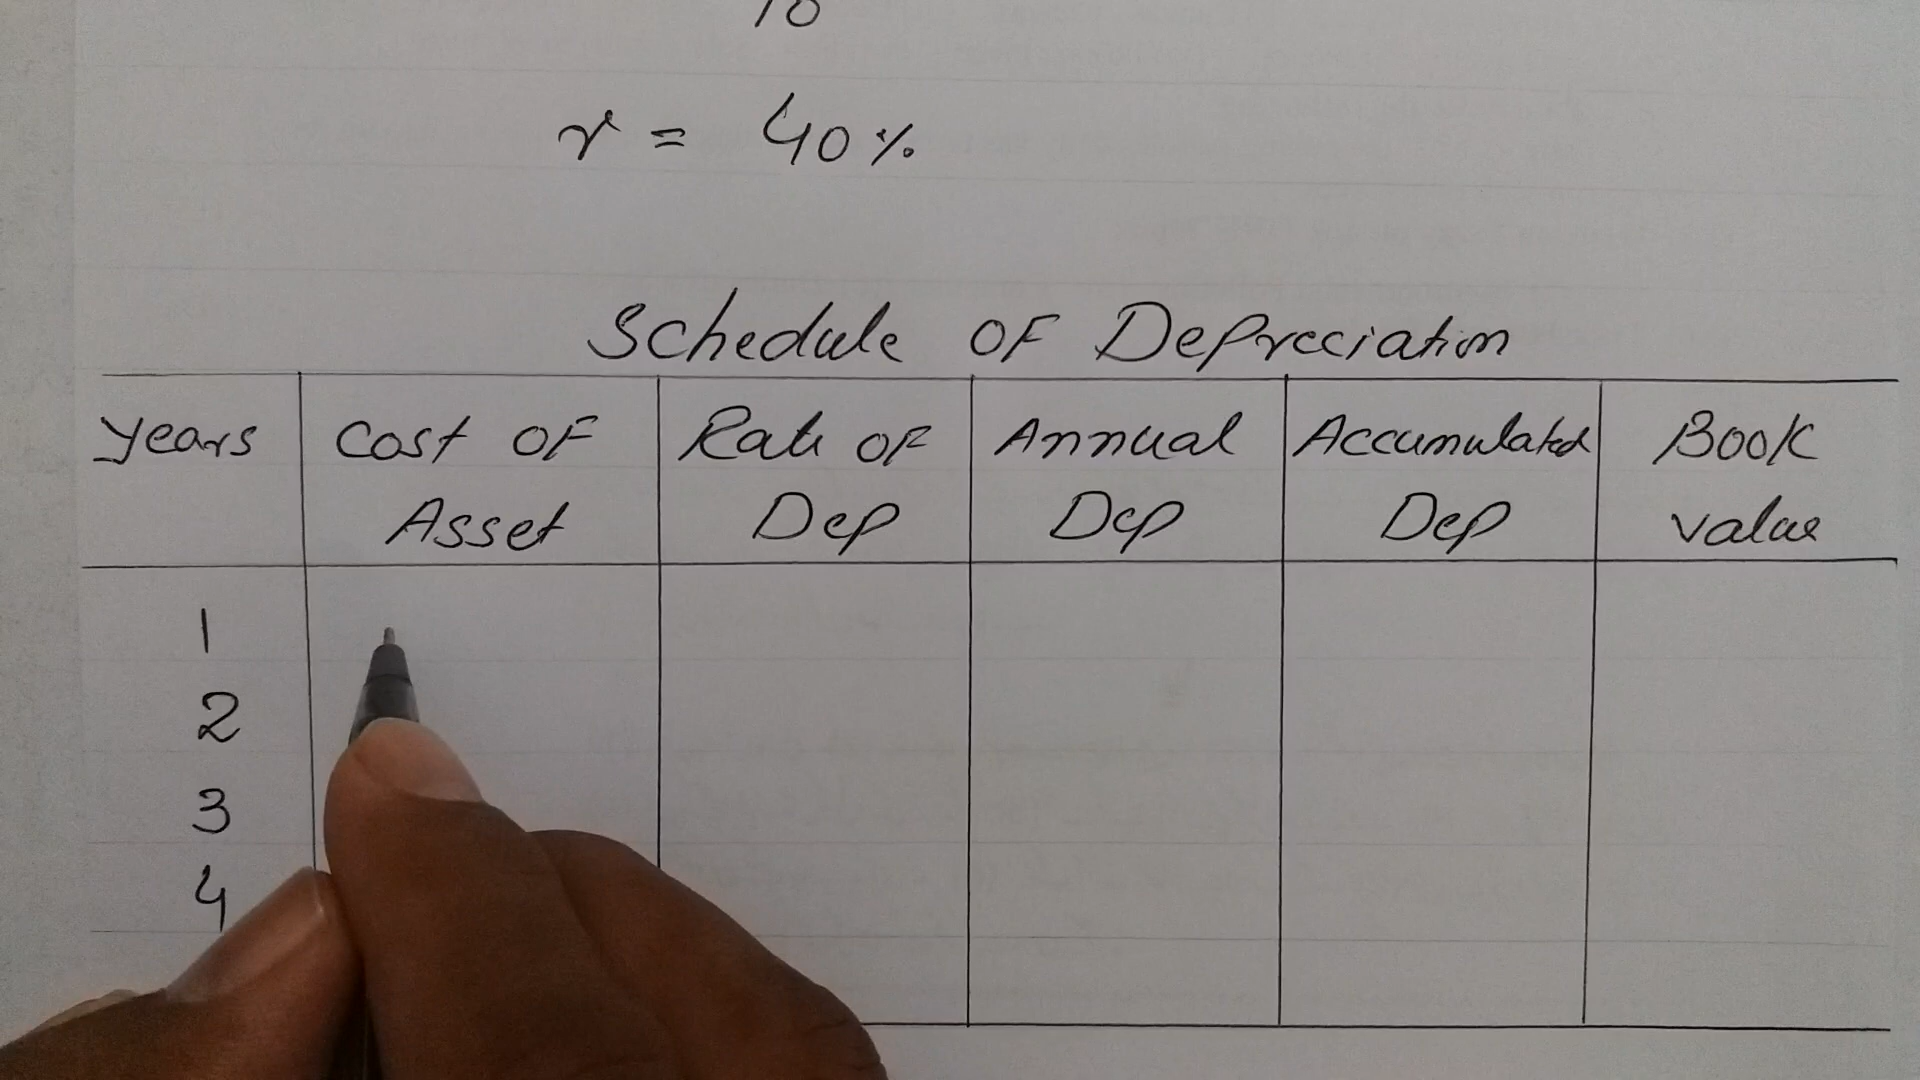 10
r = 40%
Schedule OF Depreciation
years
Cost OF Asset
Rate OF Dep
Annual Dep
Accumulated Dep
Book value
1
2
3
4